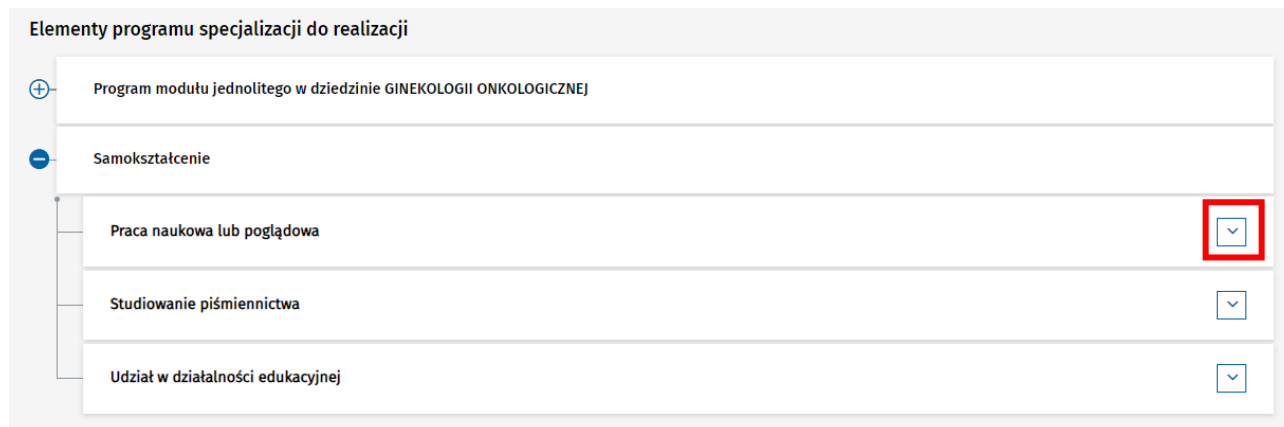 Elementy programu specjalizacji do realizacji
Program modułu jednolitego w dziedzinie GINEKOLOGII ONKOLOGICZNEJ
Samokształcenie
Praca naukowa lub poglądowa
Studiowanie piśmiennictwa
Udział w działalności edukacyjnej